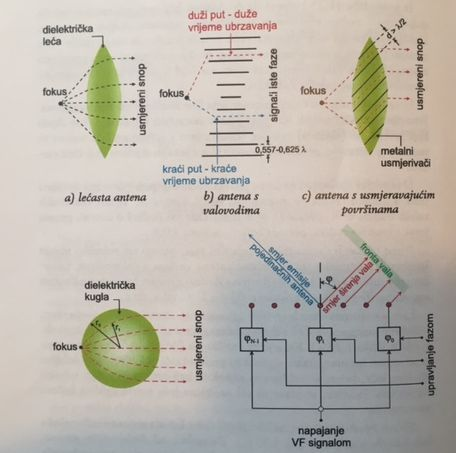 dielektrička
leća
fokus
usmjereni snop
a) lećasta antena
duži put - duže
vrijeme ubrzavanja
fokus
signali iste faze
0,557-0,625 λ
kraći put - kraće
vrijeme ubrzavanja
b) antena s
valovodima
d > λ/2
fokus
usmjereni snop
metalni
usmjerivači
c) antena s usmjeravajućim
površinama
dielektrička
kugla
fokus
usmjereni snop
smjer emisije
pojedinačnih antena
φ
smjer širenja vala
fronta vala
φN-1
φi
φ0
upravljanje fazom
napajanje
VF signalom